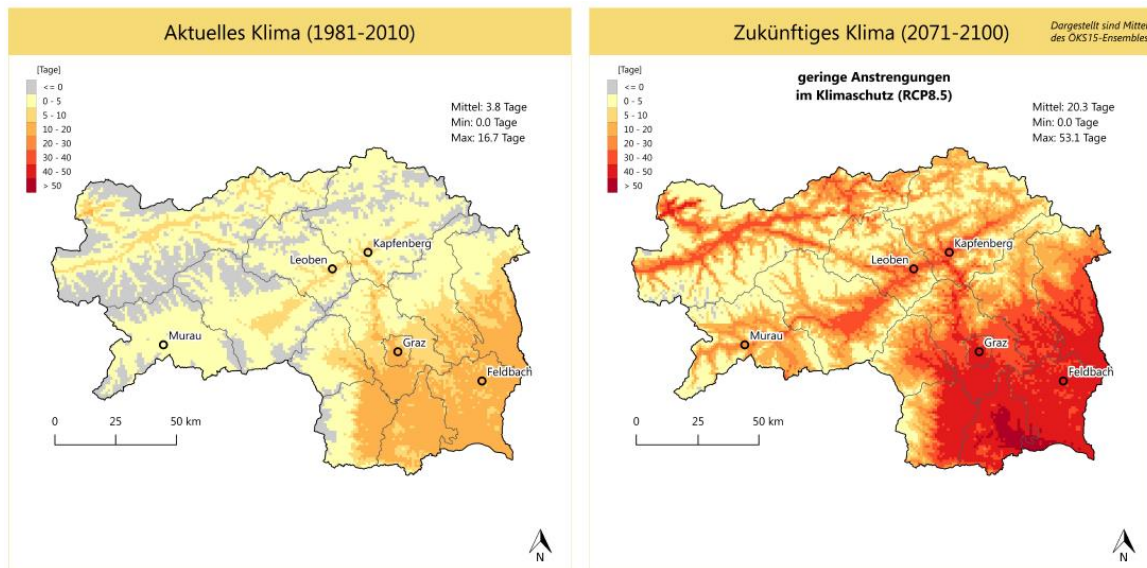 Aktuelles Klima (1981-2010)
[Tage]
<= 0
0 - 5
5 - 10
10 - 20
20 - 30
30 - 40
40 - 50
> 50
Mittel: 3.8 Tage
Min: 0.0 Tage
Max: 16.7 Tage
Kapfenberg
Leoben
Murau
Graz
Feldbach
0 25 50 km
N
Zukünftiges Klima (2071-2100)
Dargestellt sind Mittel
des ÖKS15-Ensembles
[Tage]
<= 0
0 - 5
5 - 10
10 - 20
20 - 30
30 - 40
40 - 50
> 50
geringe Anstrengungen
im Klimaschutz (RCP8.5)
Mittel: 20.3 Tage
Min: 0.0 Tage
Max: 53.1 Tage
Kapfenberg
Leoben
Murau
Graz
Feldbach
0 25 50 km
N